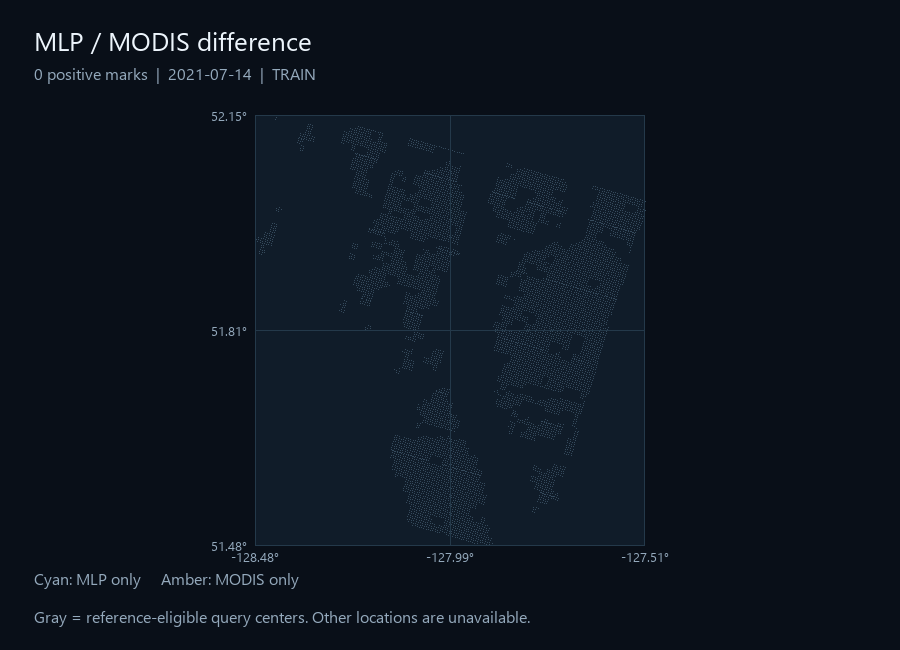 MLP / MODIS difference
0 positive marks | 2021-07-14 | TRAIN
52.15°
51.81°
51.48°
-128.48° -127.99° -127.51°
Cyan: MLP only Amber: MODIS only
Gray = reference-eligible query centers. Other locations are unavailable.